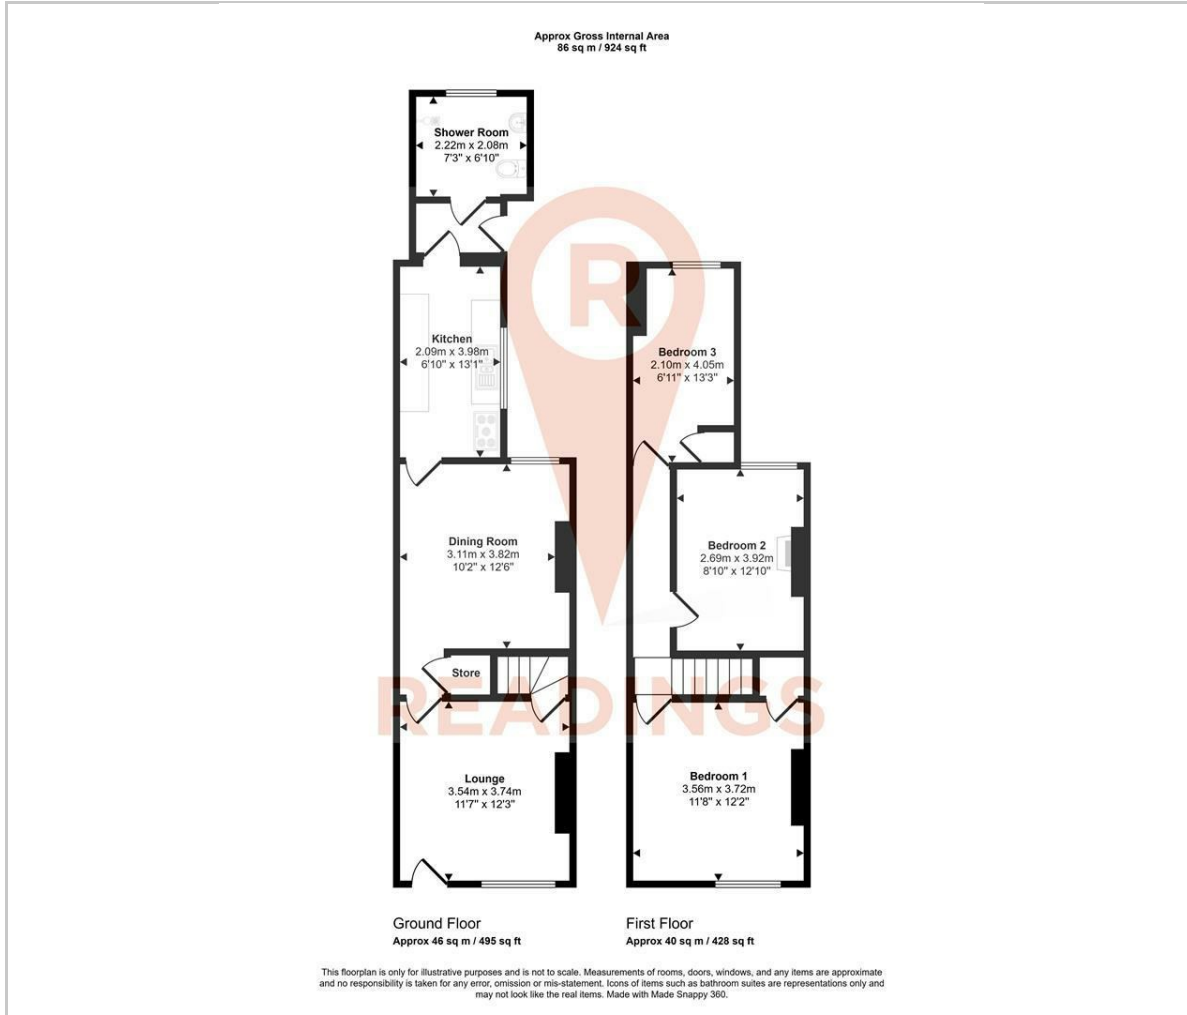 Approx Gross Internal Area
86 sq m / 924 sq ft
Shower Room
2.22m x 2.08m
7'3" x 6'10"
Kitchen
2.09m x 3.98m
6'10" x 13'1"
Dining Room
3.11m x 3.82m
10'2" x 12'6"
Store
Lounge
3.54m x 3.74m
11'7" x 12'3"
Ground Floor
Approx 46 sq m / 495 sq ft
R
Bedroom 3
2.10m x 4.05m
6'11" x 13'3"
Bedroom 2
2.69m x 3.92m
8'10" x 12'10"
READINGS
Bedroom 1
3.56m x 3.72m
11'8" x 12'2"
First Floor
Approx 40 sq m / 428 sq ft
This floorplan is only for illustrative purposes and is not to scale. Measurements of rooms, doors, windows, and any items are approximate
and no responsibility is taken for any error, omission or mis-statement. Icons of items such as bathroom suites are representations only and
may not look like the real items. Made with Made Snappy 360.